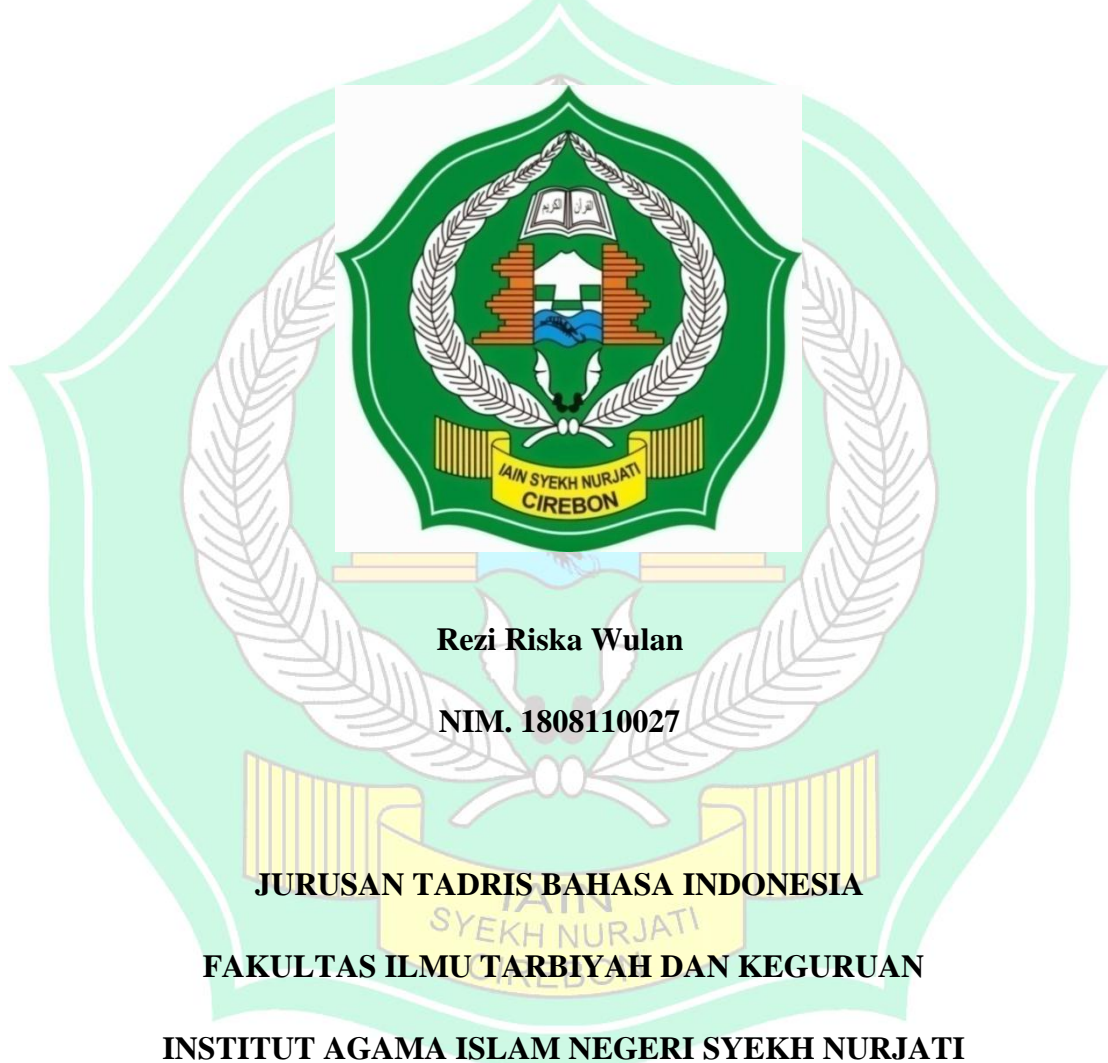 القرآن الكريم
IAIN SYEKH NURJATI
CIREBON
Rezi Riska Wulan
NIM. 1808110027
JURUSAN TADRIS BAHASA INDONESIA
IAIN
SYEKH NURJATI
FAKULTAS ILMU TARBIYAH DAN KEGURUAN
CIREBON
INSTITUT AGAMA ISLAM NEGERI SYEKH NURJATI